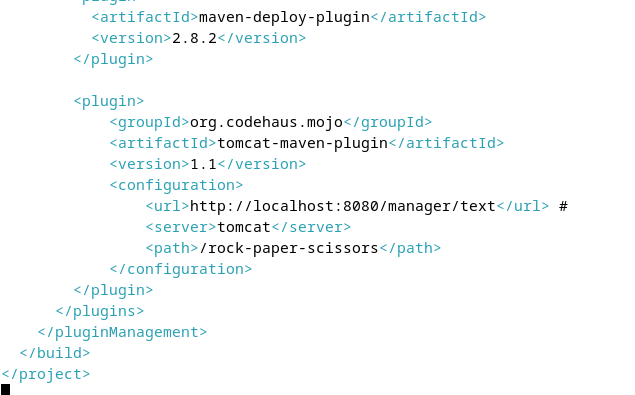 plugin
<artifactId>maven-deploy-plugin</artifactId>
<version>2.8.2</version>
</plugin>
<plugin>
<groupId>org.codehaus.mojo</groupId>
<artifactId>tomcat-maven-plugin</artifactId>
<version>1.1</version>
<configuration>
<url>http://localhost:8080/manager/text</url> #
<server>tomcat</server>
<path>/rock-paper-scissors</path>
</configuration>
</plugin>
</plugins>
</pluginManagement>
</build>
</project>